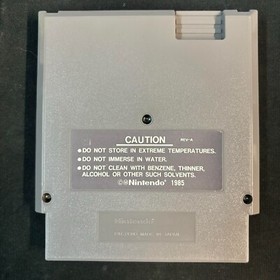 CAUTION REV-A
•DO NOT STORE IN EXTREME TEMPERATURES.
•DO NOT IMMERSE IN WATER.
•DO NOT CLEAN WITH BENZENE, THINNER,
ALCOHOL OR OTHER SUCH SOLVENTS.
©®Nintendo® 1985
Nintendo